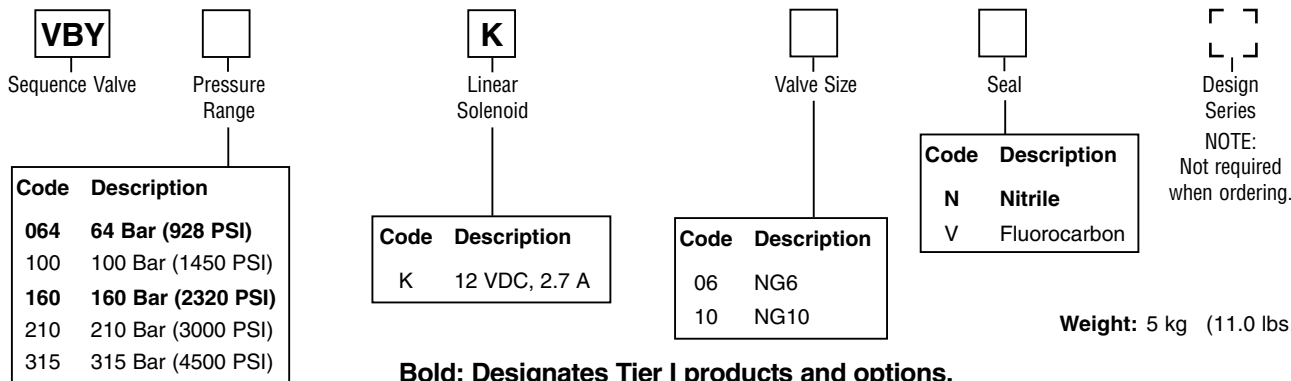 VBY
K
Sequence Valve
Pressure
Range
Linear
Solenoid
Valve Size
Seal
Design
Series
NOTE:
Not required
when ordering.
Code Description
064 64 Bar (928 PSI)
100 100 Bar (1450 PSI)
160 160 Bar (2320 PSI)
210 210 Bar (3000 PSI)
315 315 Bar (4500 PSI)
Code Description
K 12 VDC, 2.7 A
Code Description
06 NG6
10 NG10
Code Description
N Nitrile
V Fluorocarbon
Weight: 5 kg (11.0 lbs
Bold: Designates Tier I products and options.